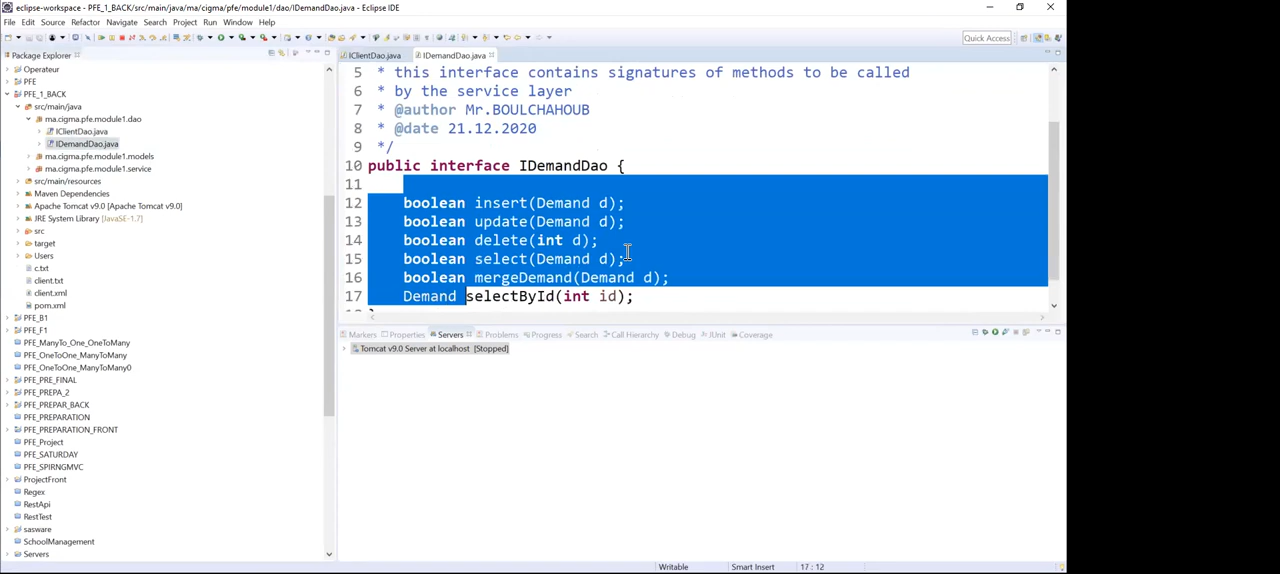 eclipse-workspace - PFE_1_BACK/src/main/java/ma/cigma/pfe/module1/dao/IDemandDao.java - Eclipse IDE
File Edit Source Refactor Navigate Search Project Run Window Help
Quick Access
Package Explorer
Operateur
PFE
PFE_1_BACK
src/main/java
ma.cigma.pfe.module1.dao
IClientDao.java
IDemandDao.java
ma.cigma.pfe.module1.models
ma.cigma.pfe.module1.service
src/main/resources
Maven Dependencies
Apache Tomcat v9.0 [Apache Tomcat v9.0]
JRE System Library [JavaSE-1.7]
src
target
Users
c.txt
client.txt
client.xml
pom.xml
PFE_B1
PFE_F1
PFE_ManyTo_One_OneToMany
PFE_OneToOne_ManyToMany
PFE_OneToOne_ManyToMany0
PFE_PRE_FINAL
PFE_PREPA_2
PFE_PREPAR_BACK
PFE_PREPARATION
PFE_PREPARATION_FRONT
PFE_Project
PFE_SATURDAY
PFE_SPIRNGMVC
ProjectFront
Regex
RestApi
RestTest
sasware
SchoolManagement
Servers
IClientDao.java IDemandDao.java
5 * this interface contains signatures of methods to be called
6 * by the service layer
7 * @author Mr.BOULCHAHOUB
8 * @date 21.12.2020
9 */
10 public interface IDemandDao {
11
12 boolean insert(Demand d);
13 boolean update(Demand d);
14 boolean delete(int d);
15 boolean select(Demand d);
16 boolean mergeDemand(Demand d);
17 Demand selectById(int id);
Markers Properties Servers Problems Progress Search Call Hierarchy Debug JUnit Coverage
Tomcat v9.0 Server at localhost [Stopped]
Writable Smart Insert 17 : 12